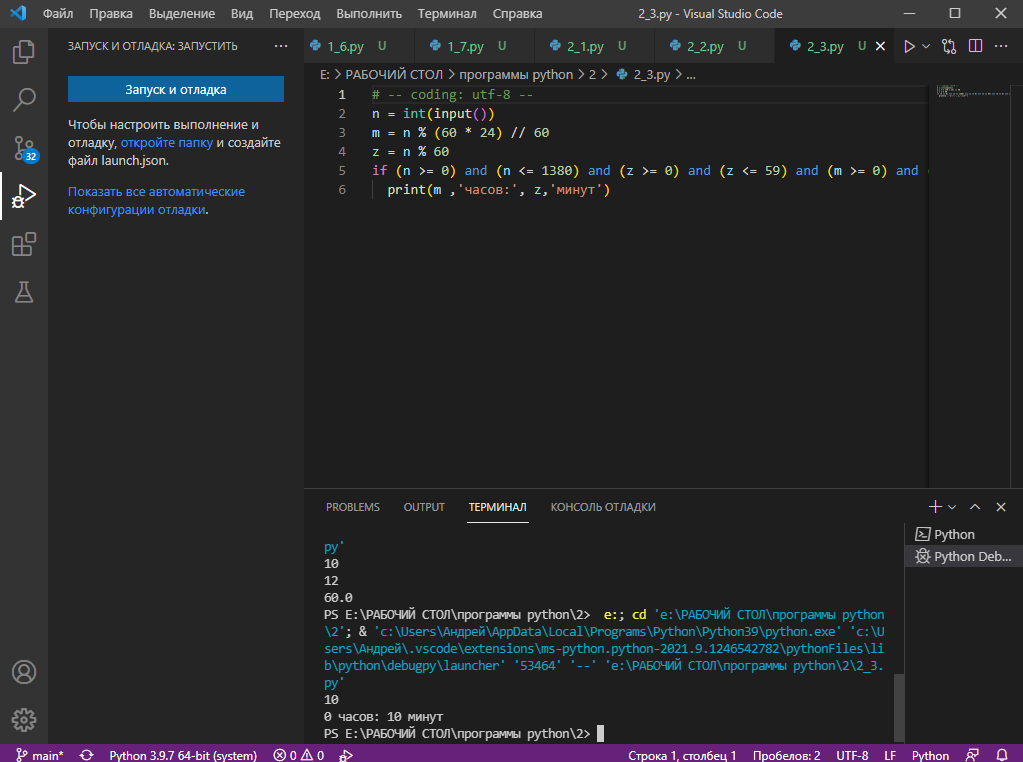 Файл Правка Выделение Вид Переход Выполнить Терминал Справка 2_3.py - Visual Studio Code
ЗАПУСК И ОТЛАДКА: ЗАПУСТИТЬ ...
1_6.py U 1_7.py U 2_1.py U 2_2.py U 2_3.py U
E: > РАБОЧИЙ СТОЛ > программы python > 2 > 2_3.py > ...
Запуск и отладка
Чтобы настроить выполнение и
отладку, откройте папку и создайте
файл launch.json.
Показать все автоматические
конфигурации отладки.
32
1 # -- coding: utf-8 --
2 n = int(input())
3 m = n % (60 * 24) // 60
4 z = n % 60
5 if (n >= 0) and (n <= 1380) and (z >= 0) and (z <= 59) and (m >= 0) and (
6 print(m ,'часов:', z,'минут')
PROBLEMS OUTPUT ТЕРМИНАЛ КОНСОЛЬ ОТЛАДКИ
Python
Python Deb...
py'
10
12
60.0
PS E:\РАБОЧИЙ СТОЛ\программы python\2> e:; cd 'e:\РАБОЧИЙ СТОЛ\программы python
\2'; & 'c:\Users\Андрей\AppData\Local\Programs\Python\Python39\python.exe' 'c:\U
sers\Андрей\.vscode\extensions\ms-python.python-2021.9.1246542782\pythonFiles\li
b\python\debugpy\launcher' '53464' '--' 'e:\РАБОЧИЙ СТОЛ\программы python\2\2_3.
py'
10
0 часов: 10 минут
PS E:\РАБОЧИЙ СТОЛ\программы python\2>
main* Python 3.9.7 64-bit (system) 0 0 Строка 1, столбец 1 Пробелов: 2 UTF-8 LF Python